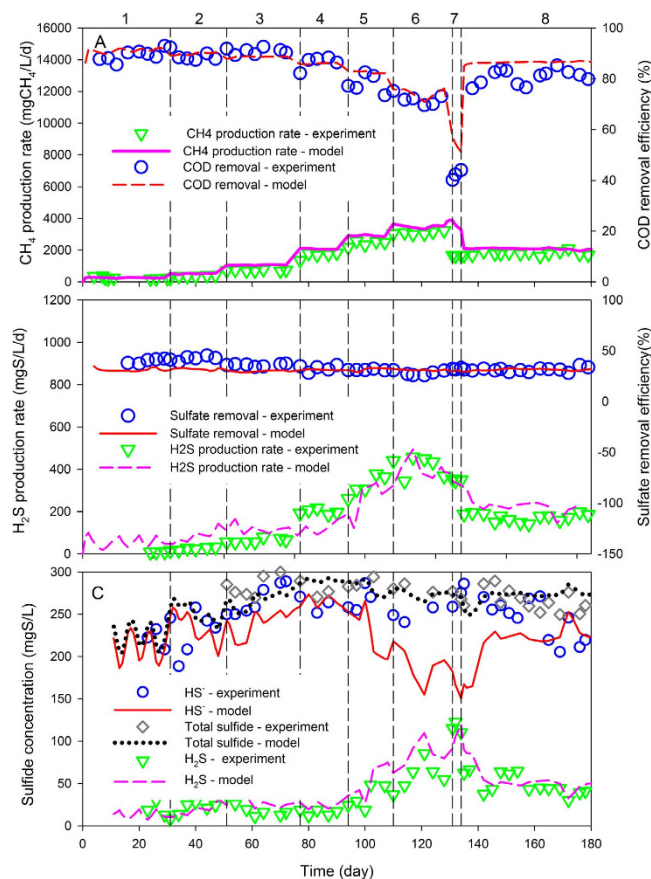 1 2 3 4 5 6 7 8
16000 A 100
14000
12000 80
10000
60
8000
6000 40
4000
20
2000
0 0
CH₄ production rate (mgCH₄/L/d)
COD removal efficiency (%)
CH4 production rate - experiment
CH4 production rate - model
COD removal - experiment
COD removal - model
1200 100
1000 50
800 0
600
-50
400
-100
200
0 -150
H₂S production rate (mgS/L/d)
Sulfate removal efficiency(%)
Sulfate removal - experiment
Sulfate removal - model
H2S production rate - experiment
H2S production rate - model
300 C
250
200
150
100
50
0
Sulfide concentration (mgS/L)
HS⁻ - experiment
HS⁻ - model
Total sulfide - experiment
Total sulfide - model
H₂S - experiment
H₂S - model
0 20 40 60 80 100 120 140 160 180
Time (day)